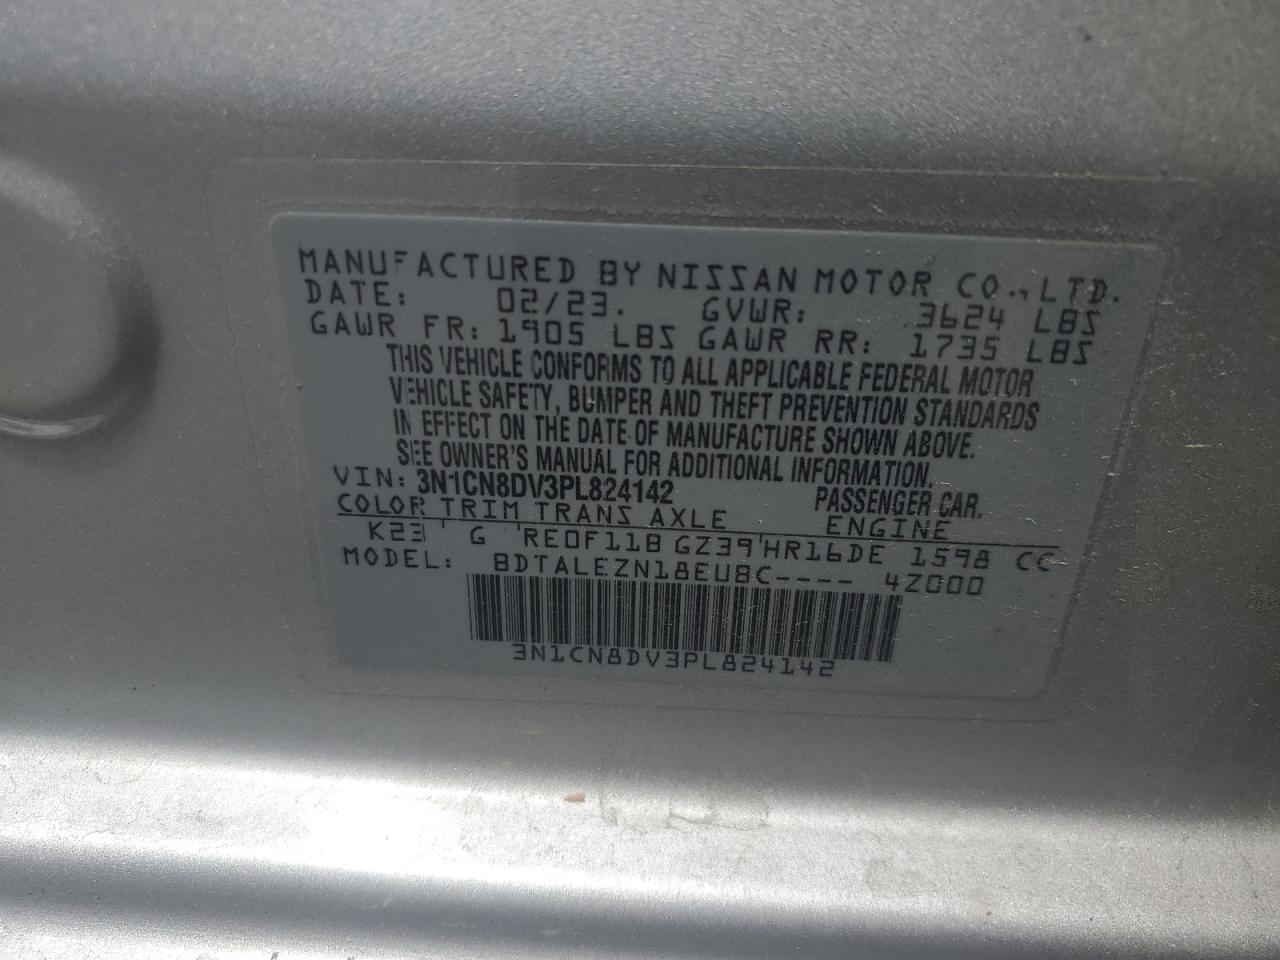 MANUFACTURED BY NISSAN MOTOR CO., LTD.
DATE: 02/23. GVWR: 3624 LBS
GAWR FR: 1905 LBS GAWR RR: 1735 LBS
THIS VEHICLE CONFORMS TO ALL APPLICABLE FEDERAL MOTOR
VEHICLE SAFETY, BUMPER AND THEFT PREVENTION STANDARDS
IN EFFECT ON THE DATE OF MANUFACTURE SHOWN ABOVE.
SEE OWNER'S MANUAL FOR ADDITIONAL INFORMATION.
VIN: 3N1CN8DV3PL824142 PASSENGER CAR.
COLOR TRIM TRANS AXLE ENGINE
K23 G RE0F11B GZ39 HR16DE 1598 CC
MODEL: BDTALEZN18EUBC---- 4Z000
3N1CN8DV3PL824142